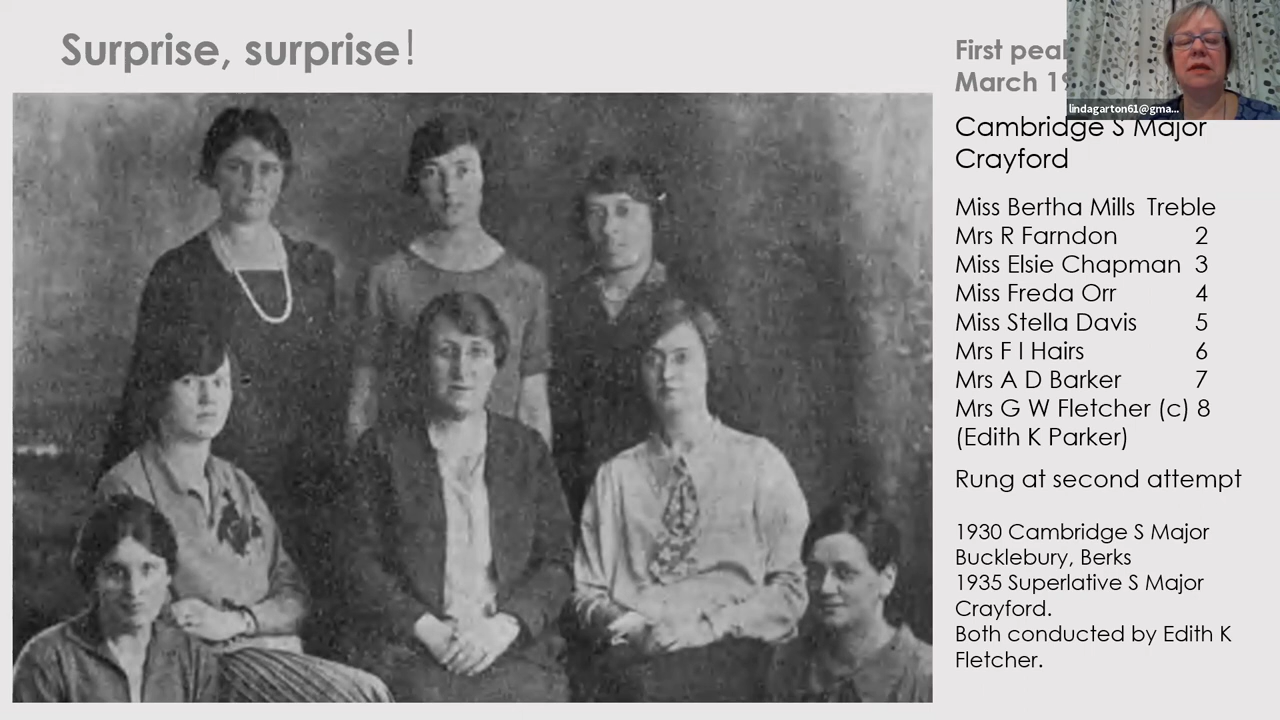 Surprise, surprise!
First
March
lindagarton61@gma...
Cambridge S Major
Crayford
Miss Bertha Mills Treble
Mrs R Farndon 2
Miss Elsie Chapman 3
Miss Freda Orr 4
Miss Stella Davis 5
Mrs F I Hairs 6
Mrs A D Barker 7
Mrs G W Fletcher (c) 8
(Edith K Parker)
Rung at second attempt
1930 Cambridge S Major
Bucklebury, Berks
1935 Superlative S Major
Crayford.
Both conducted by Edith K
Fletcher.